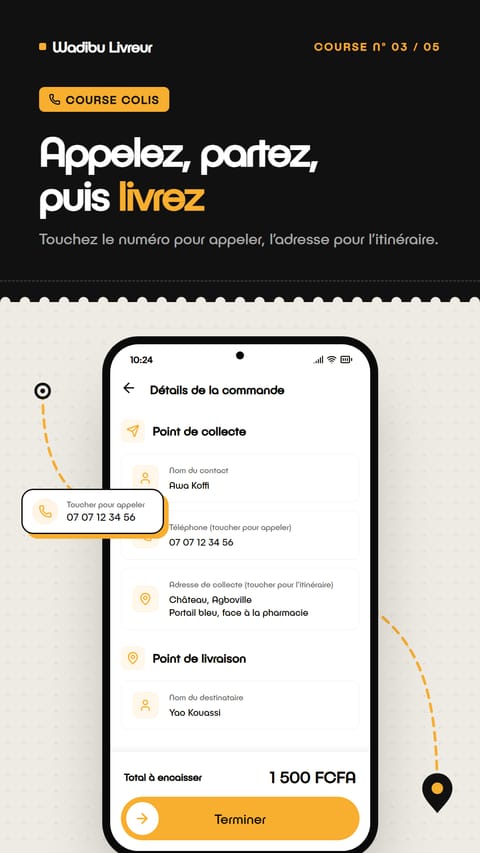 Wadibu Livreur
COURSE N° 03 / 05
COURSE COLIS
Appelez, partez,
puis livrez
Touchez le numéro pour appeler, l'adresse pour l'itinéraire.
10:24
Détails de la commande
Point de collecte
Nom du contact
Awa Koffi
Toucher pour appeler
07 07 12 34 56
Téléphone (toucher pour appeler)
07 07 12 34 56
Adresse de collecte (toucher pour l'itinéraire)
Château, Agboville
Portail bleu, face à la pharmacie
Point de livraison
Nom du destinataire
Yao Kouassi
Total à encaisser
1 500 FCFA
Terminer